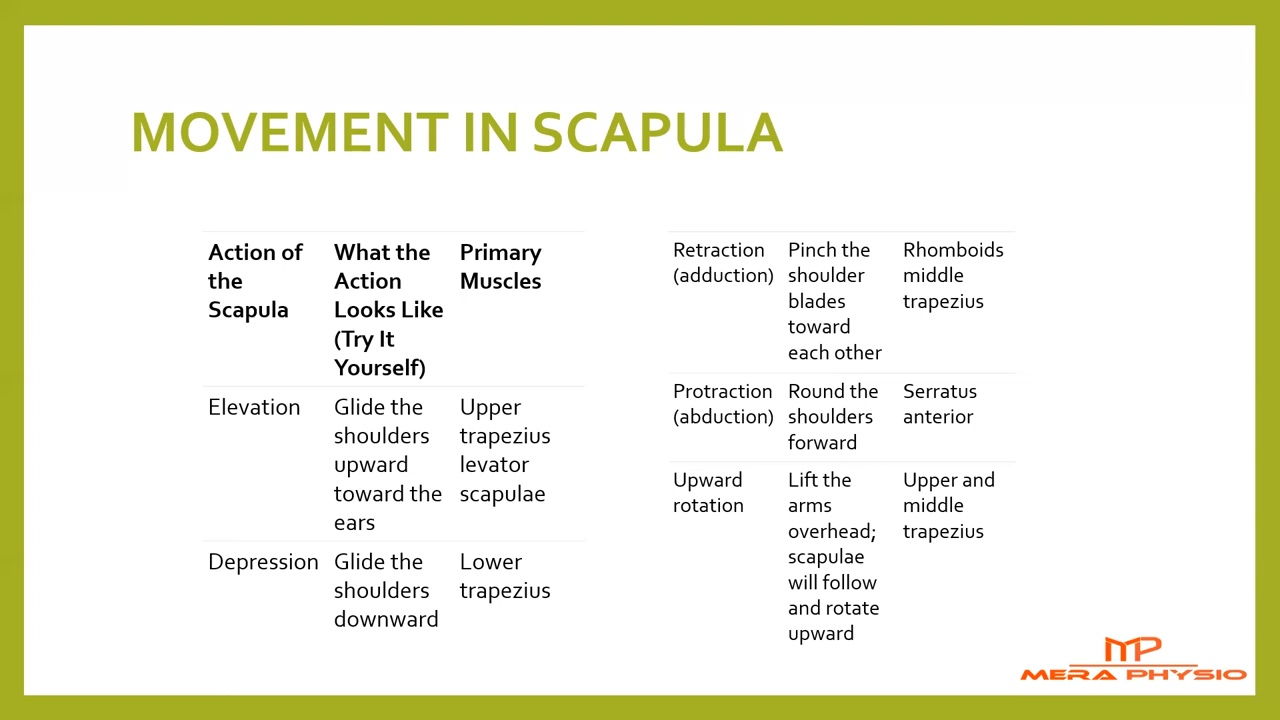 MOVEMENT IN SCAPULA
Action of
the
Scapula
What the
Action
Looks Like
(Try It
Yourself)
Primary
Muscles
Elevation
Glide the
shoulders
upward
toward the
ears
Upper
trapezius
levator
scapulae
Depression
Glide the
shoulders
downward
Lower
trapezius
Retraction
(adduction)
Pinch the
shoulder
blades
toward
each other
Rhomboids
middle
trapezius
Protraction
(abduction)
Round the
shoulders
forward
Serratus
anterior
Upward
rotation
Lift the
arms
overhead;
scapulae
will follow
and rotate
upward
Upper and
middle
trapezius
MP
MERA PHYSIO